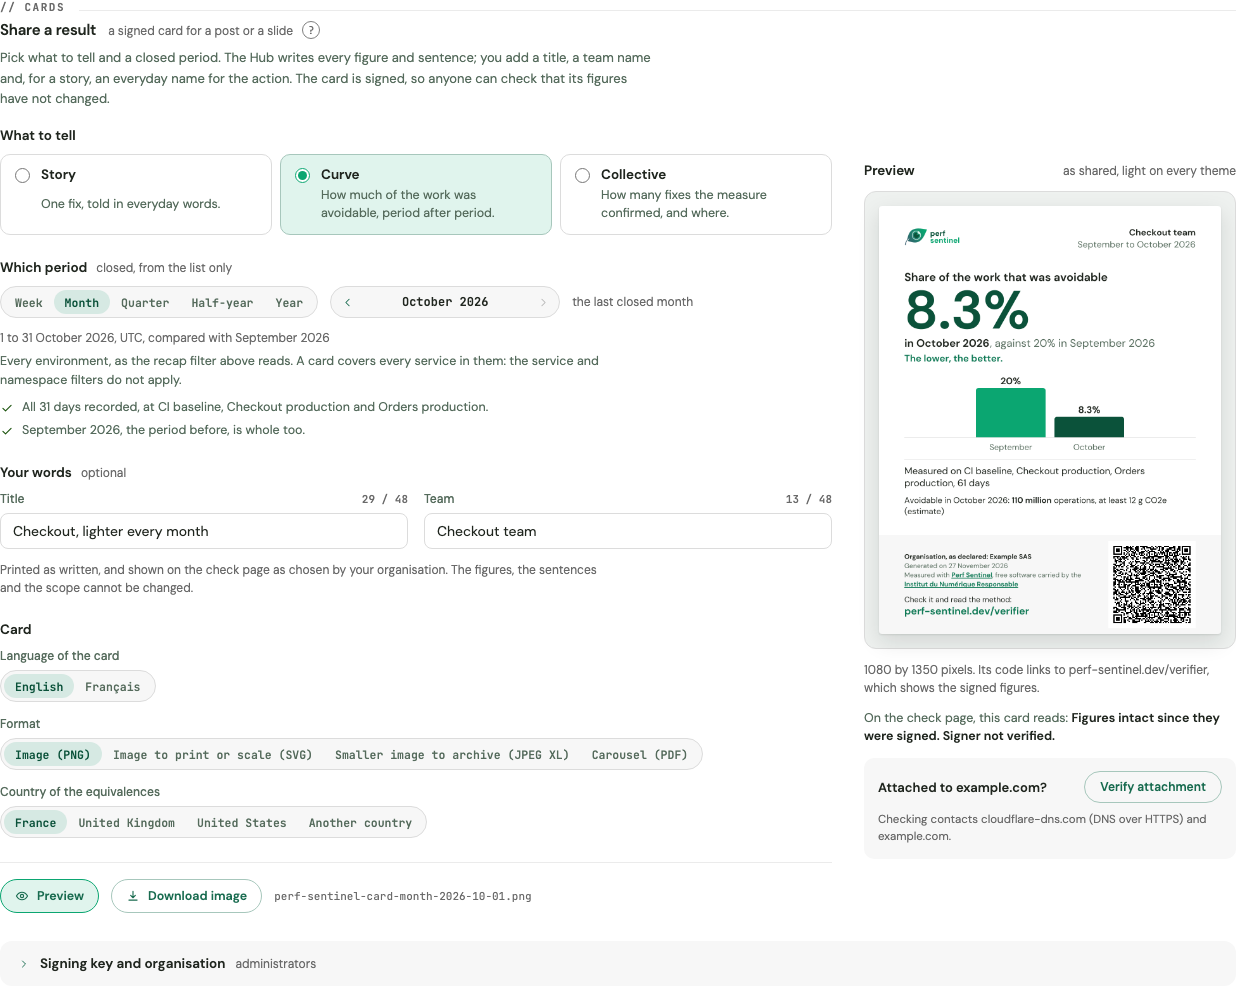 // CARDS
Share a result a signed card for a post or a slide ?
Pick what to tell and a closed period. The Hub writes every figure and sentence; you add a title, a team name
and, for a story, an everyday name for the action. The card is signed, so anyone can check that its figures
have not changed.
What to tell
Story
One fix, told in everyday words.
Curve
How much of the work was
avoidable, period after period.
Collective
How many fixes the measure
confirmed, and where.
Which period closed, from the list only
Week Month Quarter Half-year Year
October 2026
the last closed month
1 to 31 October 2026, UTC, compared with September 2026
Every environment, as the recap filter above reads. A card covers every service in them: the service and
namespace filters do not apply.
All 31 days recorded, at CI baseline, Checkout production and Orders production.
September 2026, the period before, is whole too.
Your words optional
Title 29 / 48
Checkout, lighter every month
Team 13 / 48
Checkout team
Printed as written, and shown on the check page as chosen by your organisation. The figures, the sentences
and the scope cannot be changed.
Card
Language of the card
English Français
Format
Image (PNG) Image to print or scale (SVG) Smaller image to archive (JPEG XL) Carousel (PDF)
Country of the equivalences
France United Kingdom United States Another country
Preview Download image perf-sentinel-card-month-2026-10-01.png
Preview as shared, light on every theme
perf
sentinel
Checkout team
September to October 2026
Share of the work that was avoidable
8.3%
in October 2026, against 20% in September 2026
The lower, the better.
20%
8.3%
September October
Measured on CI baseline, Checkout production, Orders
production, 61 days
Avoidable in October 2026: 110 million operations, at least 12 g CO2e
(estimate)
Organisation, as declared: Example SAS
Generated on 27 November 2026
Measured with Perf Sentinel, free software carried by the
Institut du Numérique Responsable
Check it and read the method:
perf-sentinel.dev/verifier
1080 by 1350 pixels. Its code links to perf-sentinel.dev/verifier,
which shows the signed figures.
On the check page, this card reads: Figures intact since they
were signed. Signer not verified.
Attached to example.com? Verify attachment
Checking contacts cloudflare-dns.com (DNS over HTTPS) and
example.com.
Signing key and organisation administrators